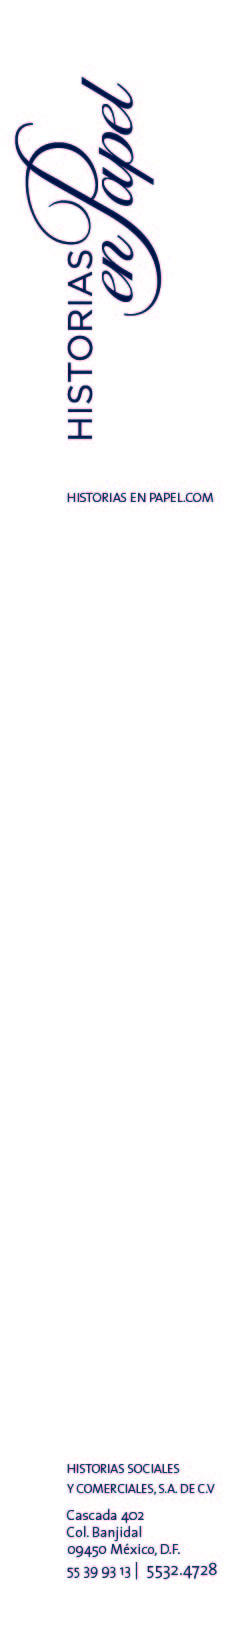 HISTORIAS
en Papel
HISTORIAS EN PAPEL.COM
HISTORIAS SOCIALES
Y COMERCIALES, S.A. DE C.V
Cascada 402
Col. Banjidal
09450 México, D.F.
55 39 93 13 | 5532.4728